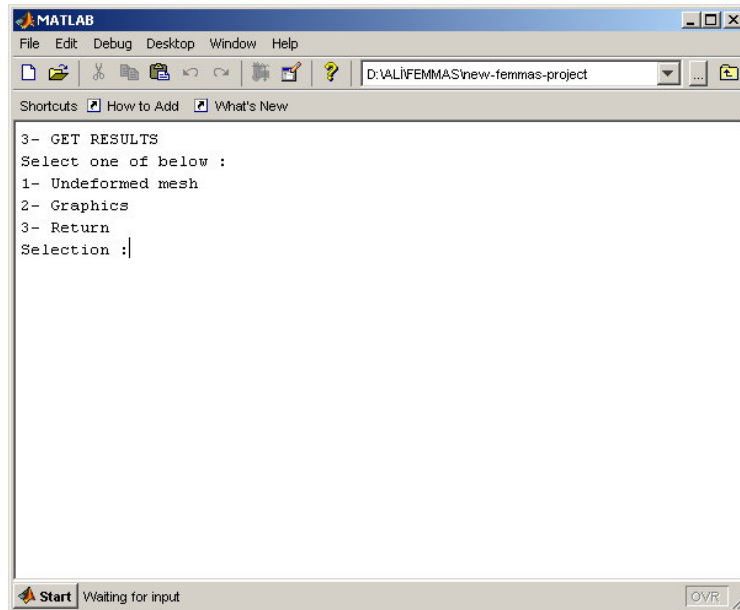 MATLAB
File Edit Debug Desktop Window Help
D:\ALİ\FEMMAS\new-femmas-project
...
Shortcuts How to Add What's New
3- GET RESULTS
Select one of below :
1- Undeformed mesh
2- Graphics
3- Return
Selection :
Start Waiting for input
OVR